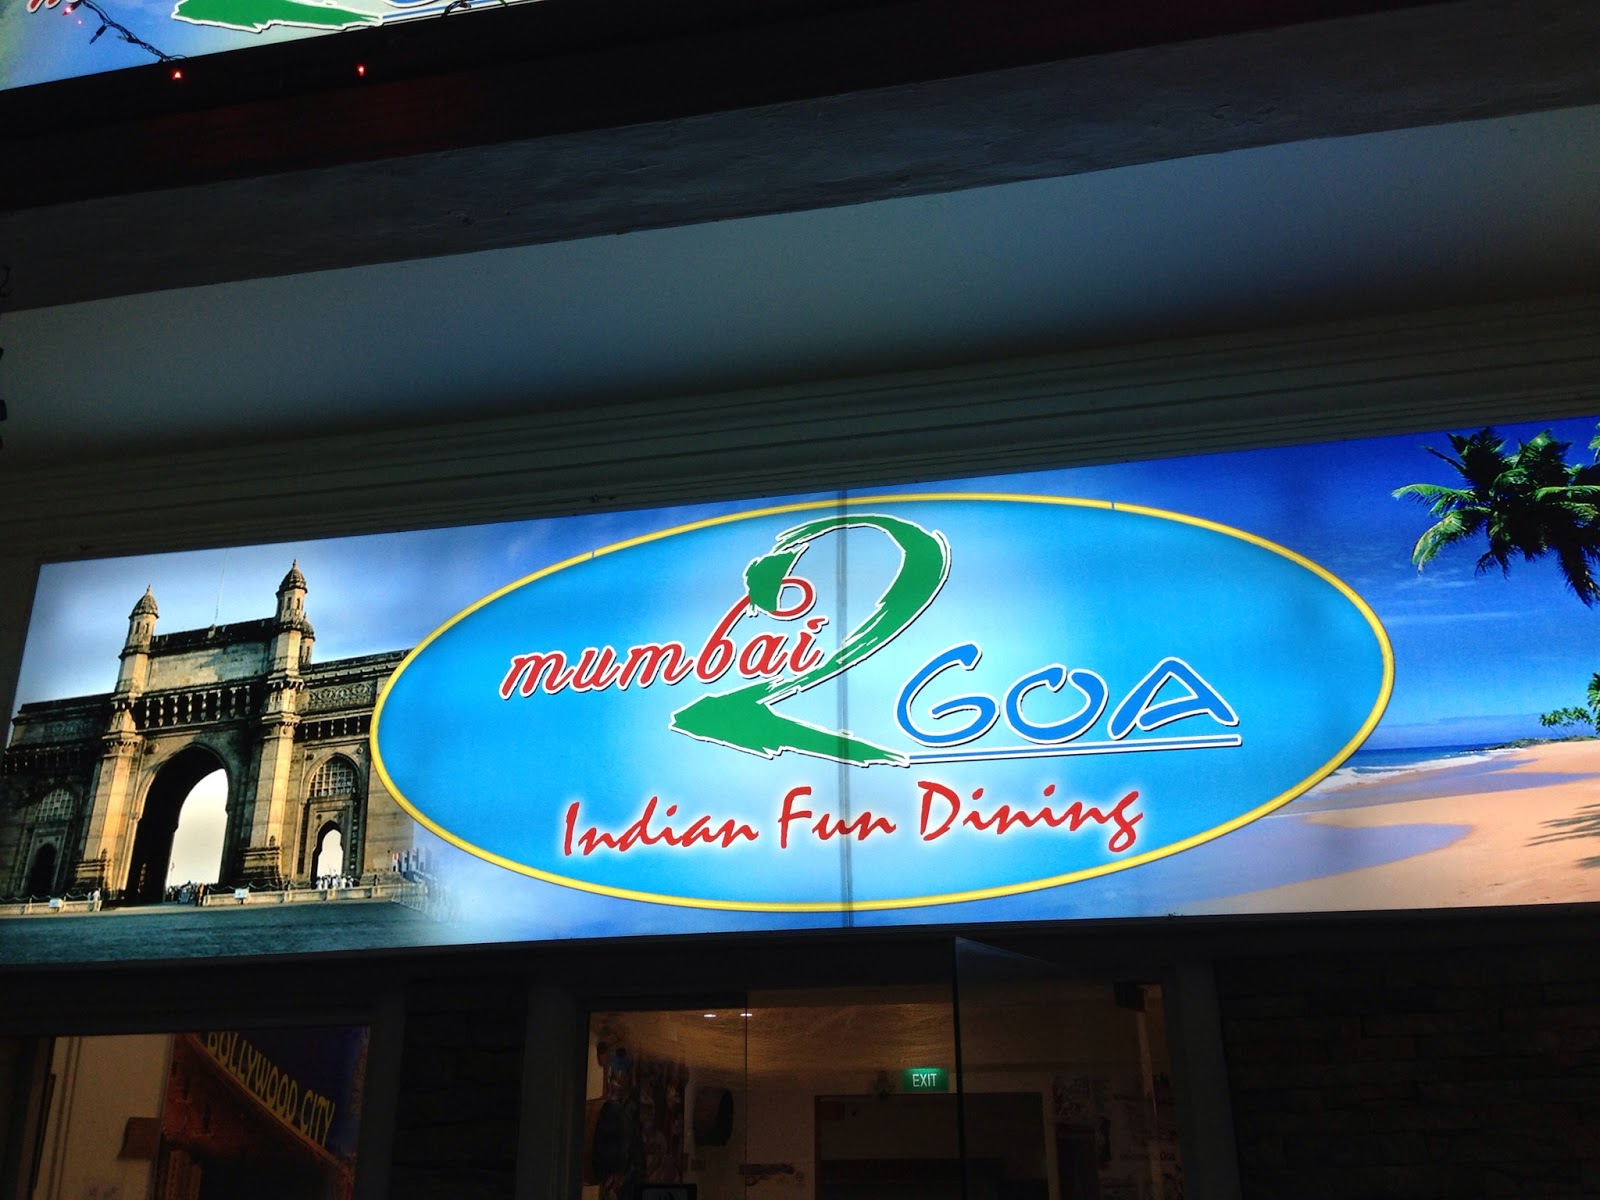 mumbai 2 GOA
Indian Fun Dining
BOLLYWOOD CITY
EXIT